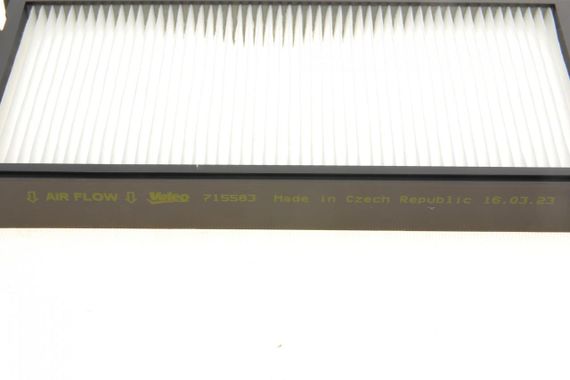 ⇩ AIR FLOW ⇩ Valeo 715583 Made in Czech Republic 16.03.23